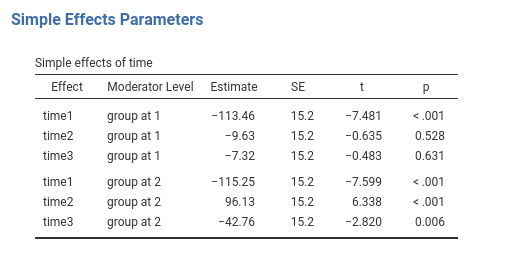 Simple Effects Parameters
Simple effects of time
Effect Moderator Level Estimate SE t p
time1 group at 1 −113.46 15.2 −7.481 < .001
time2 group at 1 −9.63 15.2 −0.635 0.528
time3 group at 1 −7.32 15.2 −0.483 0.631
time1 group at 2 −115.25 15.2 −7.599 < .001
time2 group at 2 96.13 15.2 6.338 < .001
time3 group at 2 −42.76 15.2 −2.820 0.006